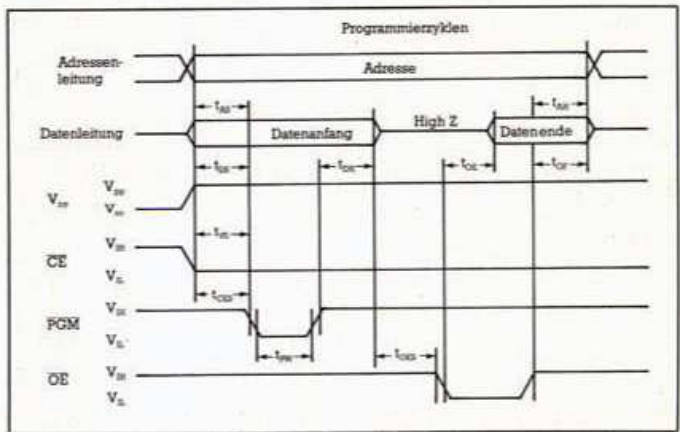 Programmierzyklen
Adressen-
leitung
Adresse
t_AS
t_AH
Datenleitung
Datenanfang
High Z
Datenende
t_DS
t_DH
t_OE
t_DF
V_PP
V_PP
V_CC
t_VS
CE
V_IH
V_IL
t_CES
PGM
V_IH
V_IL
t_PW
t_OES
OE
V_IH
V_IL